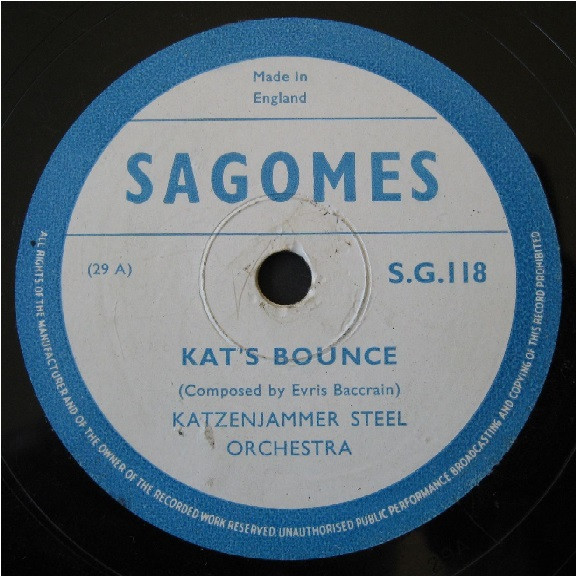 Made in
England
SAGOMES
(29 A)
S.G.118
KAT'S BOUNCE
(Composed by Evris Baccrain)
KATZENJAMMER STEEL
ORCHESTRA
ALL RIGHTS OF THE MANUFACTURER AND OF THE OWNER OF THE RECORDED WORK RESERVED. UNAUTHORISED PUBLIC PERFORMANCE BROADCASTING AND COPYING OF THIS RECORD PROHIBITED